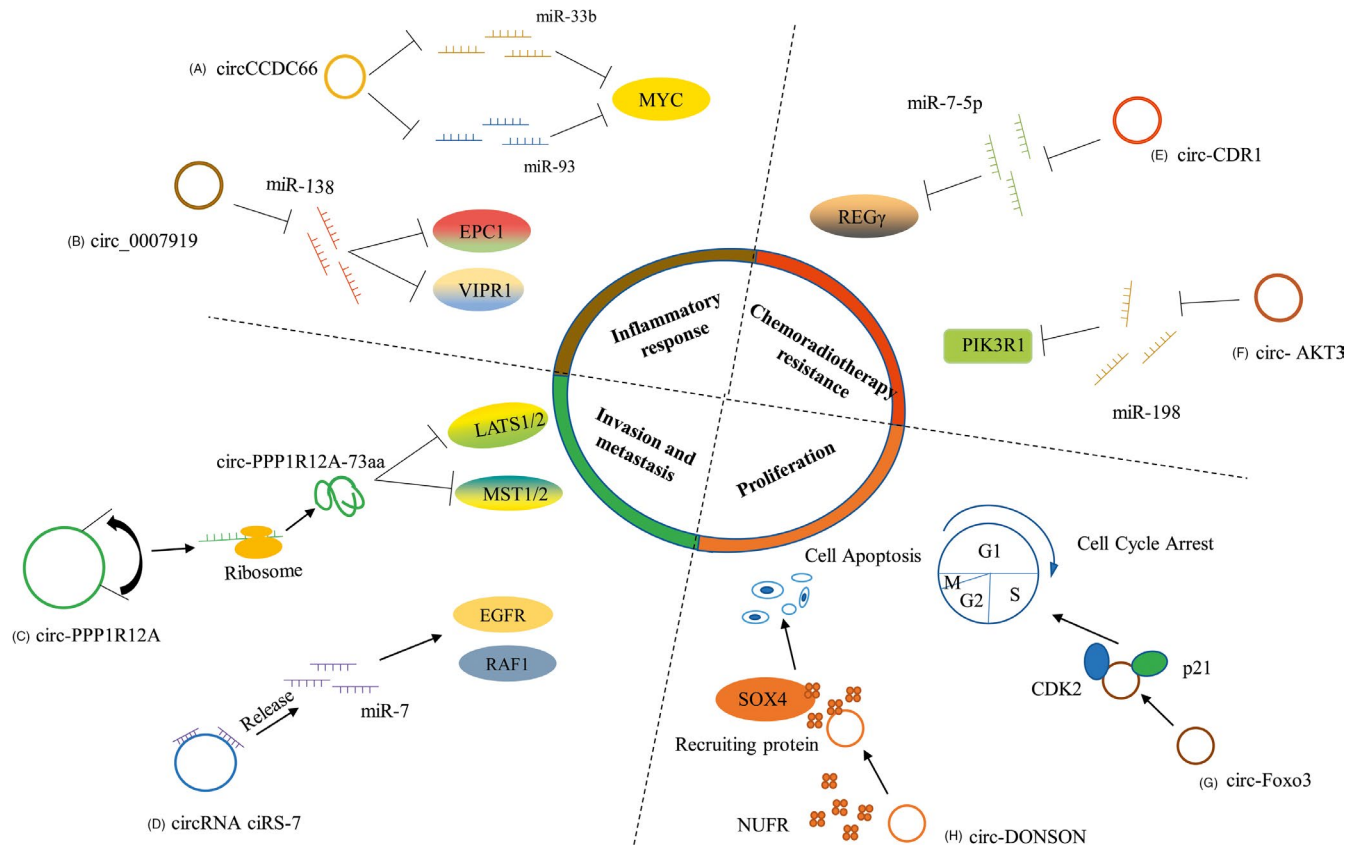 miR-33b
(A) circCCDC66
MYC
miR-93
miR-138
(B) circ_0007919
EPC1
VIPR1
miR-7-5p
(E) circ-CDR1
REGγ
PIK3R1
(F) circ- AKT3
miR-198
Inflammatory
response
Chemoradiotherapy
resistance
Invasion and
metastasis
Proliferation
LATS1/2
circ-PPP1R12A-73aa
MST1/2
Ribosome
(C) circ-PPP1R12A
EGFR
RAF1
Release
miR-7
(D) circRNA ciRS-7
Cell Apoptosis
G1
Cell Cycle Arrest
M
G2
S
CDK2
p21
SOX4
Recruiting protein
(G) circ-Foxo3
NUFR
(H) circ-DONSON